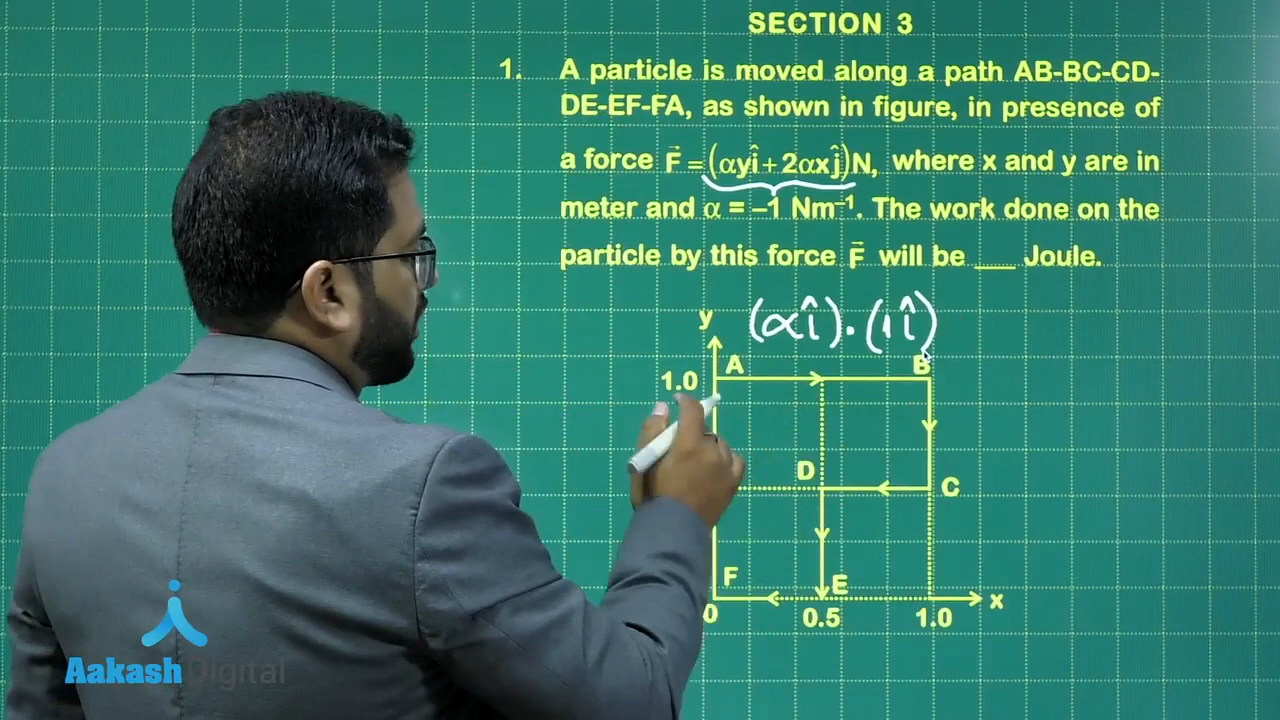 SECTION 3
1. A particle is moved along a path AB-BC-CD-
DE-EF-FA, as shown in figure, in presence of
a force F⃗ = (αyî + 2αxĵ)N, where x and y are in
meter and α = –1 Nm⁻¹. The work done on the
particle by this force F⃗ will be ___ Joule.
(αî)·(1î)
y
A
B
1.0
D
C
F
E
x
0
0.5
1.0
Aakash Digital